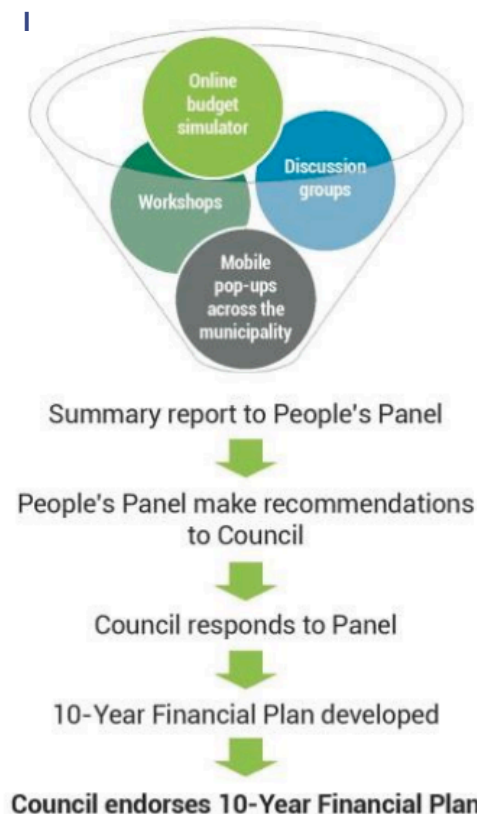 I
Online
budget
simulator
Discussion
groups
Workshops
Mobile
pop-ups
across the
municipality
Summary report to People's Panel
People's Panel make recommendations
to Council
Council responds to Panel
10-Year Financial Plan developed
Council endorses 10-Year Financial Plan